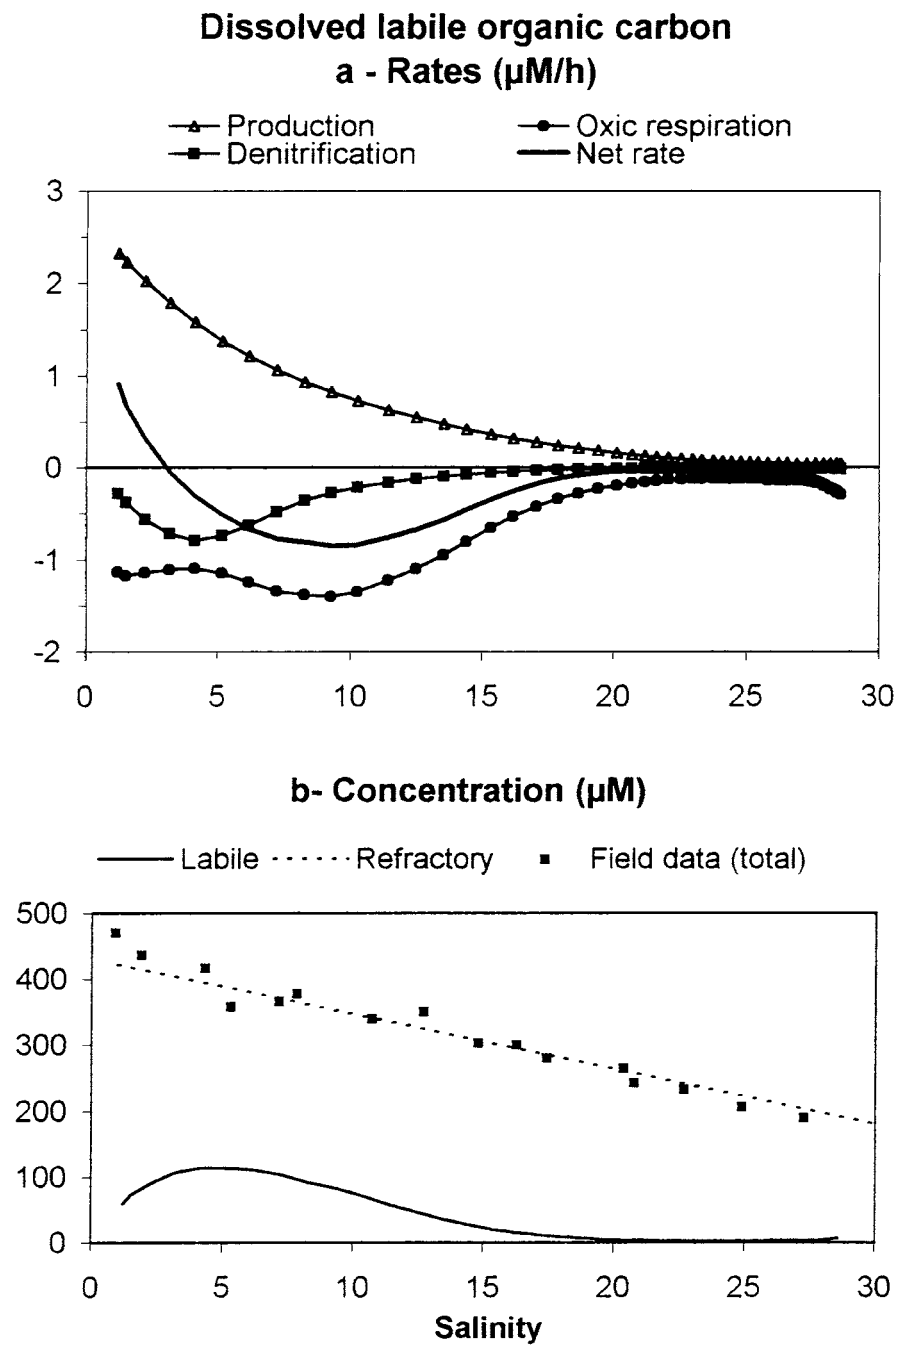 Dissolved labile organic carbon
a - Rates (µM/h)
Production Oxic respiration
Denitrification Net rate
3
2
1
0
-1
-2
0 5 10 15 20 25 30
b- Concentration (µM)
Labile Refractory Field data (total)
500
400
300
200
100
0
0 5 10 15 20 25 30
Salinity